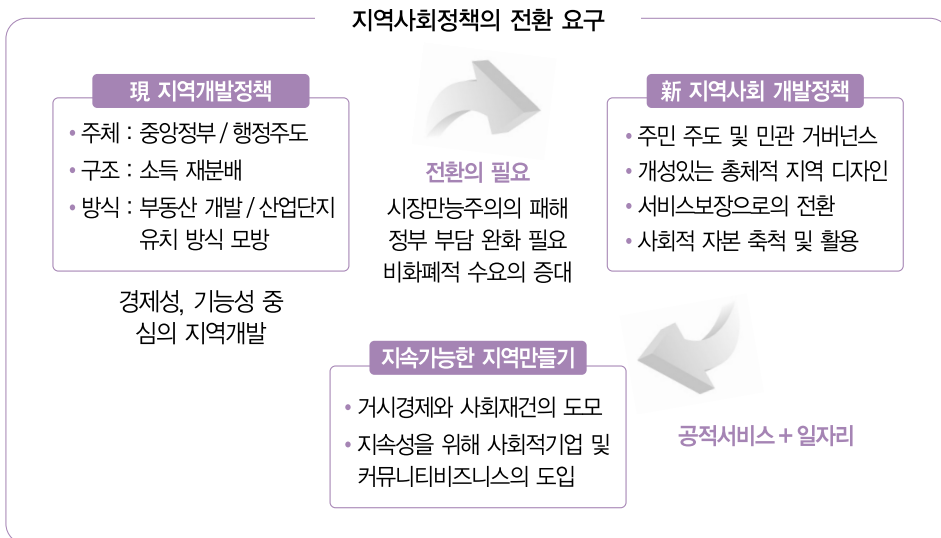 지역사회정책의 전환 요구
現 지역개발정책
• 주체 : 중앙정부 / 행정주도
• 구조 : 소득 재분배
• 방식 : 부동산 개발 / 산업단지
유치 방식 모방
경제성, 기능성 중
심의 지역개발
전환의 필요
시장만능주의의 패해
정부 부담 완화 필요
비화폐적 수요의 증대
新 지역사회 개발정책
• 주민 주도 및 민관 거버넌스
• 개성있는 총체적 지역 디자인
• 서비스보장으로의 전환
• 사회적 자본 축척 및 활용
공적서비스 + 일자리
지속가능한 지역만들기
• 거시경제와 사회재건의 도모
• 지속성을 위해 사회적기업 및
커뮤니티비즈니스의 도입